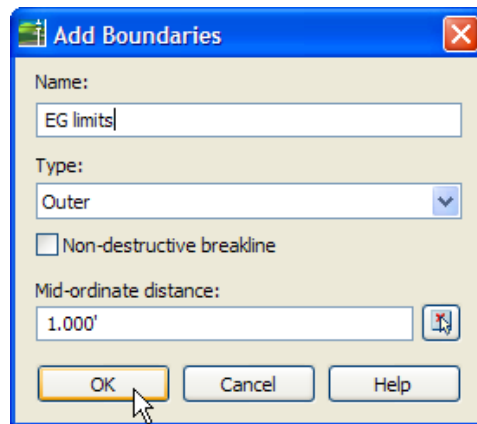 Add Boundaries
Name:
EG limits
Type:
Outer
Non-destructive breakline
Mid-ordinate distance:
1.000'
OK Cancel Help